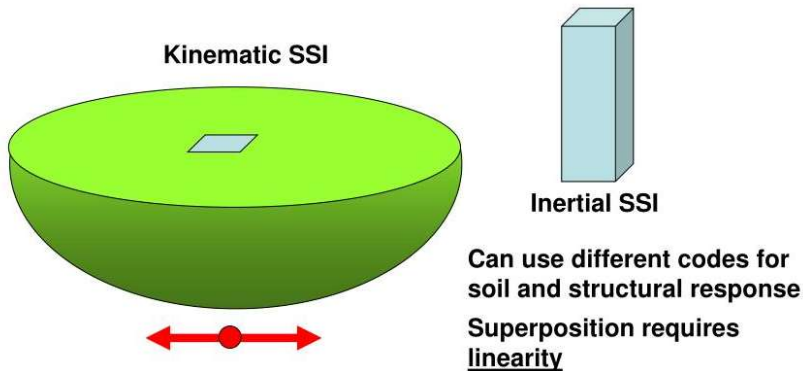 Kinematic SSI
Inertial SSI
Can use different codes for
soil and structural response
Superposition requires
linearity